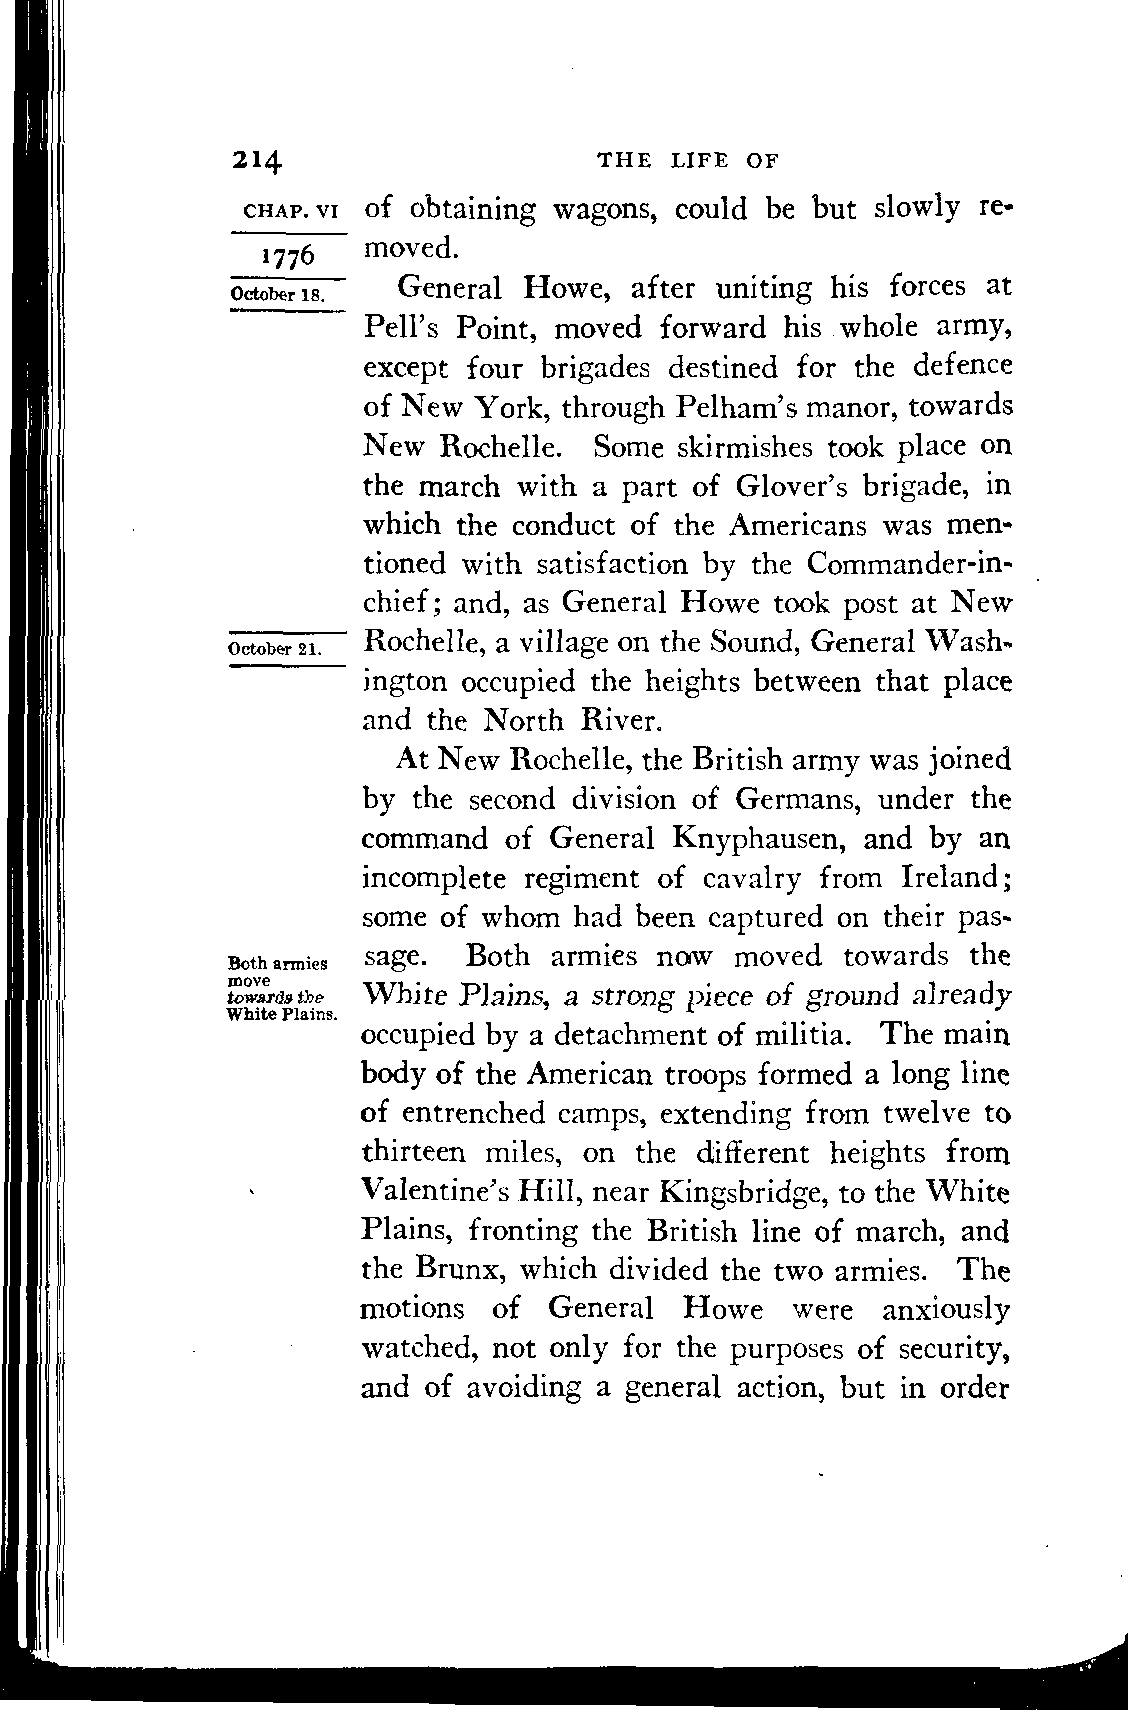 214 THE LIFE OF
CHAP. VI
1776
October 18.
of obtaining wagons, could be but slowly re-
moved.
General Howe, after uniting his forces at
Pell's Point, moved forward his whole army,
except four brigades destined for the defence
of New York, through Pelham's manor, towards
New Rochelle. Some skirmishes took place on
the march with a part of Glover's brigade, in
which the conduct of the Americans was men-
tioned with satisfaction by the Commander-in-
chief; and, as General Howe took post at New
October 21.
Rochelle, a village on the Sound, General Wash-
ington occupied the heights between that place
and the North River.
At New Rochelle, the British army was joined
by the second division of Germans, under the
command of General Knyphausen, and by an
incomplete regiment of cavalry from Ireland;
some of whom had been captured on their pas-
Both armies
move
towards the
White Plains.
sage. Both armies now moved towards the
White Plains, a strong piece of ground already
occupied by a detachment of militia. The main
body of the American troops formed a long line
of entrenched camps, extending from twelve to
thirteen miles, on the different heights from
Valentine's Hill, near Kingsbridge, to the White
Plains, fronting the British line of march, and
the Brunx, which divided the two armies. The
motions of General Howe were anxiously
watched, not only for the purposes of security,
and of avoiding a general action, but in order